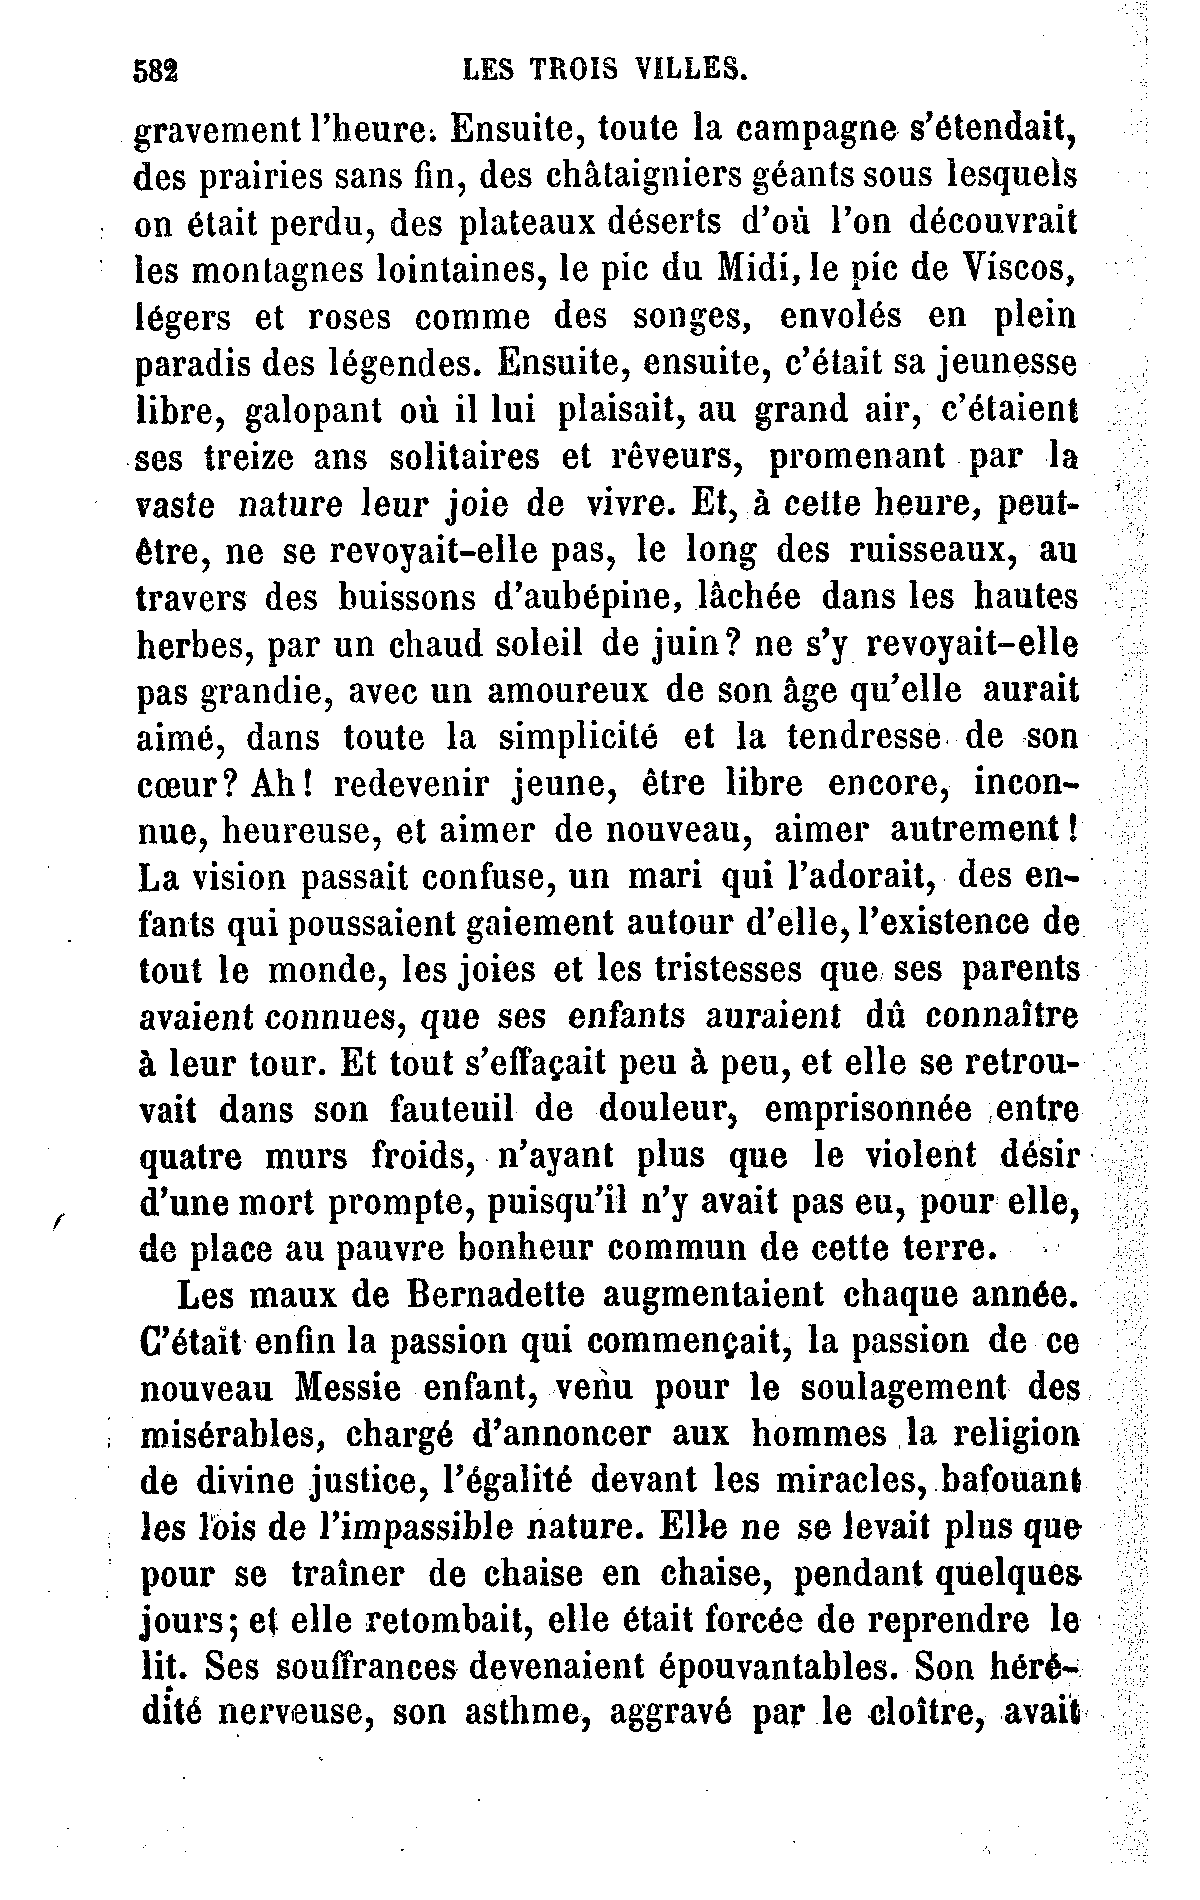 582 LES TROIS VILLES.
gravement l'heure. Ensuite, toute la campagne s'étendait,
des prairies sans fin, des châtaigniers géants sous lesquels
on était perdu, des plateaux déserts d'où l'on découvrait
les montagnes lointaines, le pic du Midi, le pic de Viscos,
légers et roses comme des songes, envolés en plein
paradis des légendes. Ensuite, ensuite, c'était sa jeunesse
libre, galopant où il lui plaisait, au grand air, c'étaient
ses treize ans solitaires et rêveurs, promenant par la
vaste nature leur joie de vivre. Et, à cette heure, peut-
être, ne se revoyait-elle pas, le long des ruisseaux, au
travers des buissons d'aubépine, lâchée dans les hautes
herbes, par un chaud soleil de juin? ne s'y revoyait-elle
pas grandie, avec un amoureux de son âge qu'elle aurait
aimé, dans toute la simplicité et la tendresse de son
cœur? Ah! redevenir jeune, être libre encore, incon-
nue, heureuse, et aimer de nouveau, aimer autrement!
La vision passait confuse, un mari qui l'adorait, des en-
fants qui poussaient gaiement autour d'elle, l'existence de
tout le monde, les joies et les tristesses que ses parents
avaient connues, que ses enfants auraient dû connaître
à leur tour. Et tout s'effaçait peu à peu, et elle se retrou-
vait dans son fauteuil de douleur, emprisonnée entre
quatre murs froids, n'ayant plus que le violent désir
d'une mort prompte, puisqu'il n'y avait pas eu, pour elle,
de place au pauvre bonheur commun de cette terre.
Les maux de Bernadette augmentaient chaque année.
C'était enfin la passion qui commençait, la passion de ce
nouveau Messie enfant, venu pour le soulagement des
misérables, chargé d'annoncer aux hommes la religion
de divine justice, l'égalité devant les miracles, bafouant
les lois de l'impassible nature. Elle ne se levait plus que
pour se traîner de chaise en chaise, pendant quelques
jours; et elle retombait, elle était forcée de reprendre le
lit. Ses souffrances devenaient épouvantables. Son héré-
dité nerveuse, son asthme, aggravé par le cloître, avait